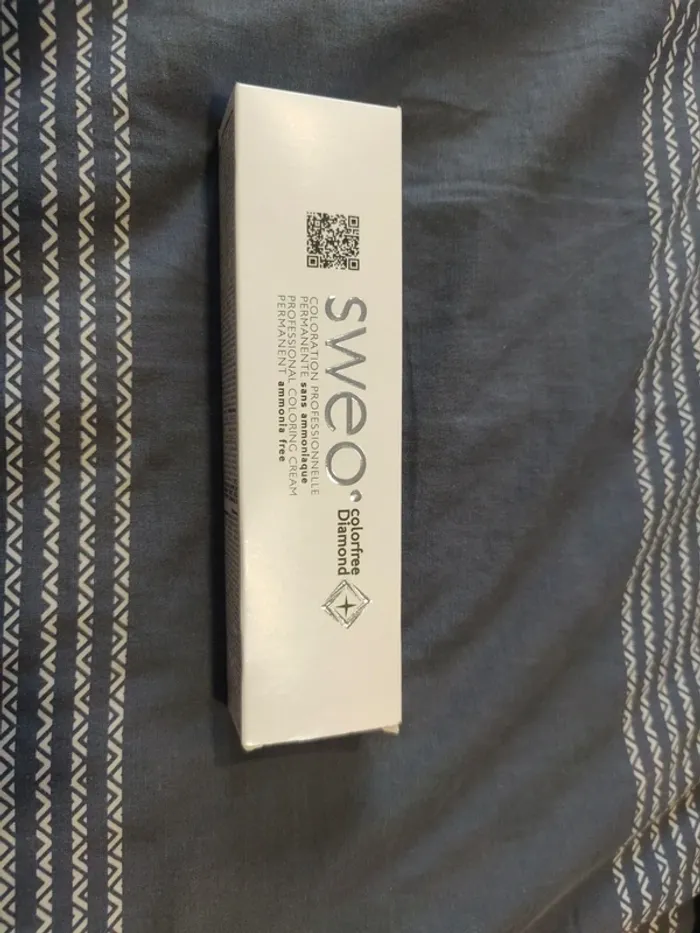 sweo
colorfree
Diamond
COLORATION PROFESSIONNELLE
PERMANENTE sans ammoniaque
PROFESSIONAL COLORING CREAM
PERMANENT ammonia free